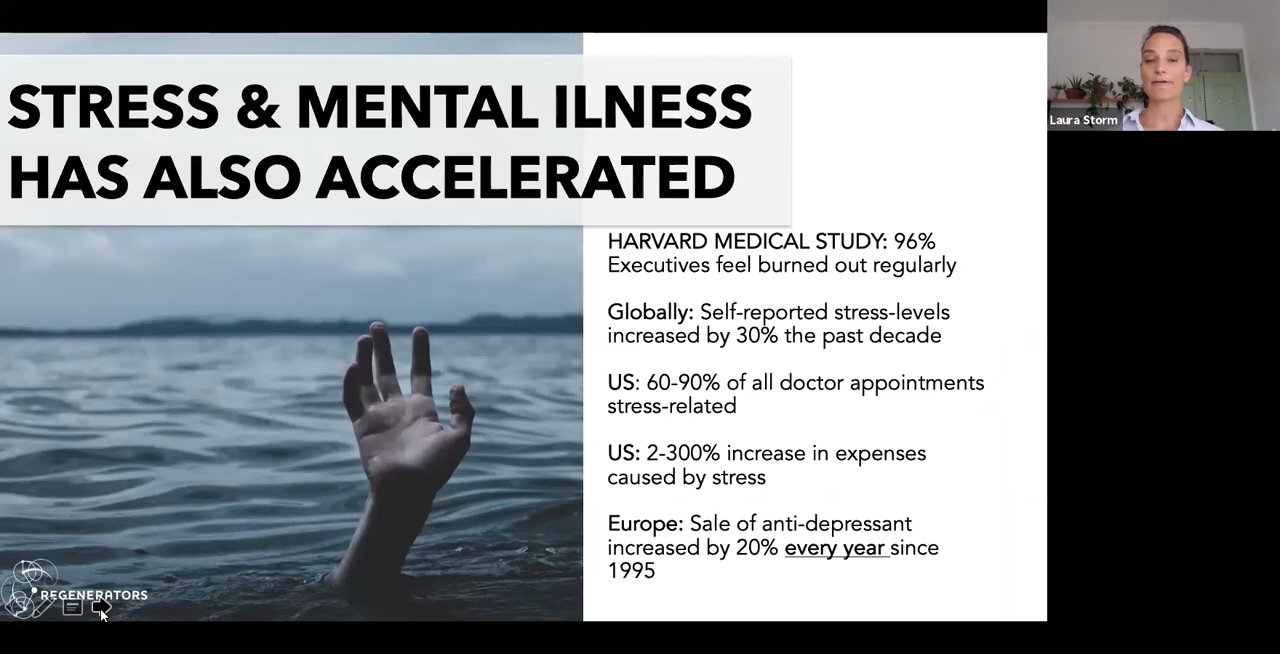 STRESS & MENTAL ILNESS
HAS ALSO ACCELERATED
HARVARD MEDICAL STUDY: 96%
Executives feel burned out regularly
Globally: Self-reported stress-levels
increased by 30% the past decade
US: 60-90% of all doctor appointments
stress-related
US: 2-300% increase in expenses
caused by stress
Europe: Sale of anti-depressant
increased by 20% every year since
1995
REGENERATORS
Laura Storm